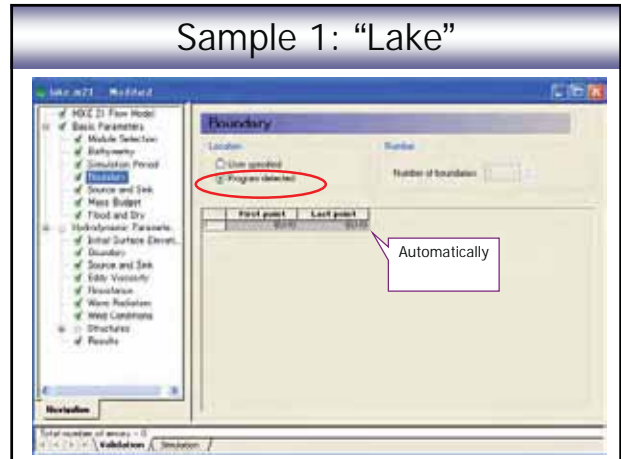 Sample 1: “Lake”
lake.m21 - Modified
MIKE 21 Flow Model
Basic Parameters
Module Selection
Bathymetry
Simulation Period
Boundary
Source and Sink
Mass Budget
Flood and Dry
Hydrodynamic Paramete
Initial Surface Elevati
Boundary
Source and Sink
Eddy Viscosity
Resistance
Wave Radiation
Wind Conditions
Structures
Results
Navigation
Boundary
Location
User specified
Program detected
Number
Number of boundaries
First point Last point
Automatically
Total number of errors - 0
Validation Simulation